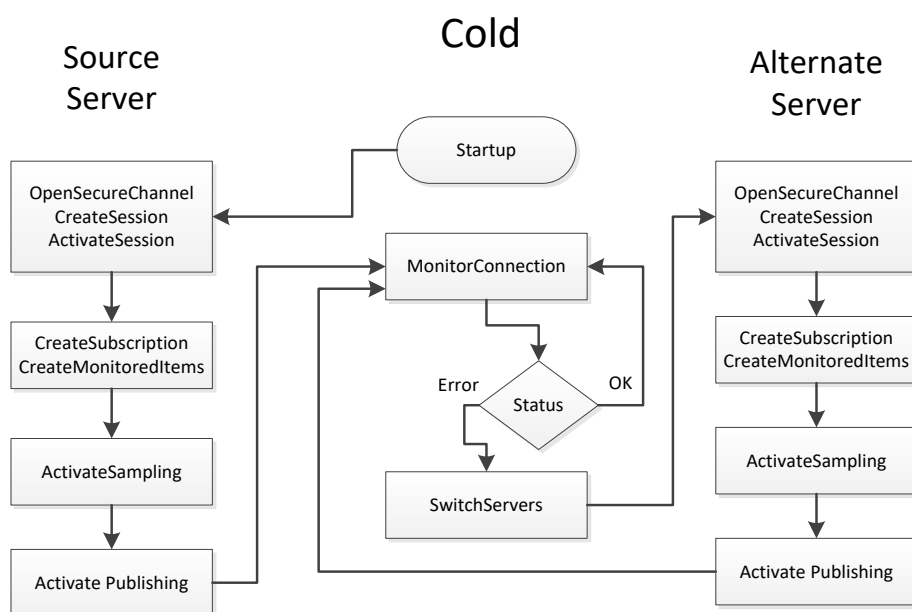 Cold
Source
Server
Alternate
Server
Startup
OpenSecureChannel
CreateSession
ActivateSession
CreateSubscription
CreateMonitoredItems
ActivateSampling
Activate Publishing
MonitorConnection
Error
Status
OK
SwitchServers
OpenSecureChannel
CreateSession
ActivateSession
CreateSubscription
CreateMonitoredItems
ActivateSampling
Activate Publishing